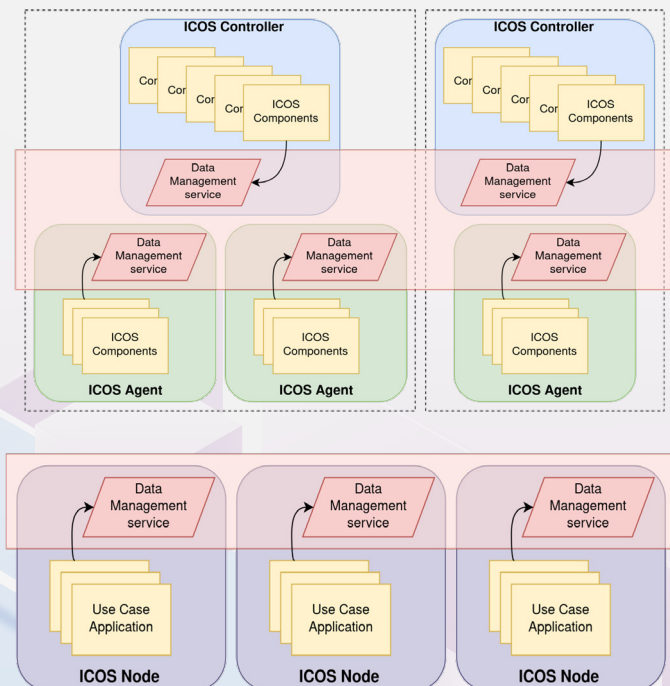 ICOS Controller
Cor
Cor
Cor
Co
ICOS
Components
Data
Management
service
ICOS Controller
Cor
Cor
Cor
Co
ICOS
Components
Data
Management
service
Data
Management
service
ICOS
Components
ICOS Agent
Data
Management
service
ICOS
Components
ICOS Agent
Data
Management
service
ICOS
Components
ICOS Agent
Data
Management
service
Use Case
Application
ICOS Node
Data
Management
service
Use Case
Application
ICOS Node
Data
Management
service
Use Case
Application
ICOS Node